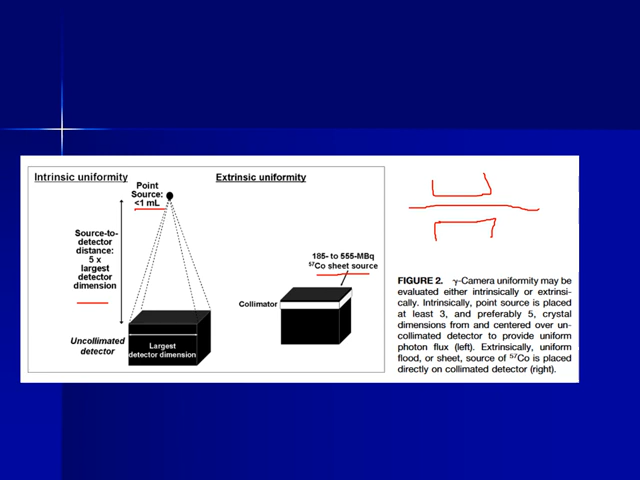 Intrinsic uniformity
Extrinsic uniformity
Point
Source:
<1 mL
Source-to-
detector
distance:
5 x
largest
detector
dimension
185- to 555-MBq
⁵⁷Co sheet source
Collimator
Uncollimated
detector
Largest
detector dimension
FIGURE 2. γ-Camera uniformity may be
evaluated either intrinsically or extrinsi-
cally. Intrinsically, point source is placed
at least 3, and preferably 5, crystal
dimensions from and centered over un-
collimated detector to provide uniform
photon flux (left). Extrinsically, uniform
flood, or sheet, source of ⁵⁷Co is placed
directly on collimated detector (right).